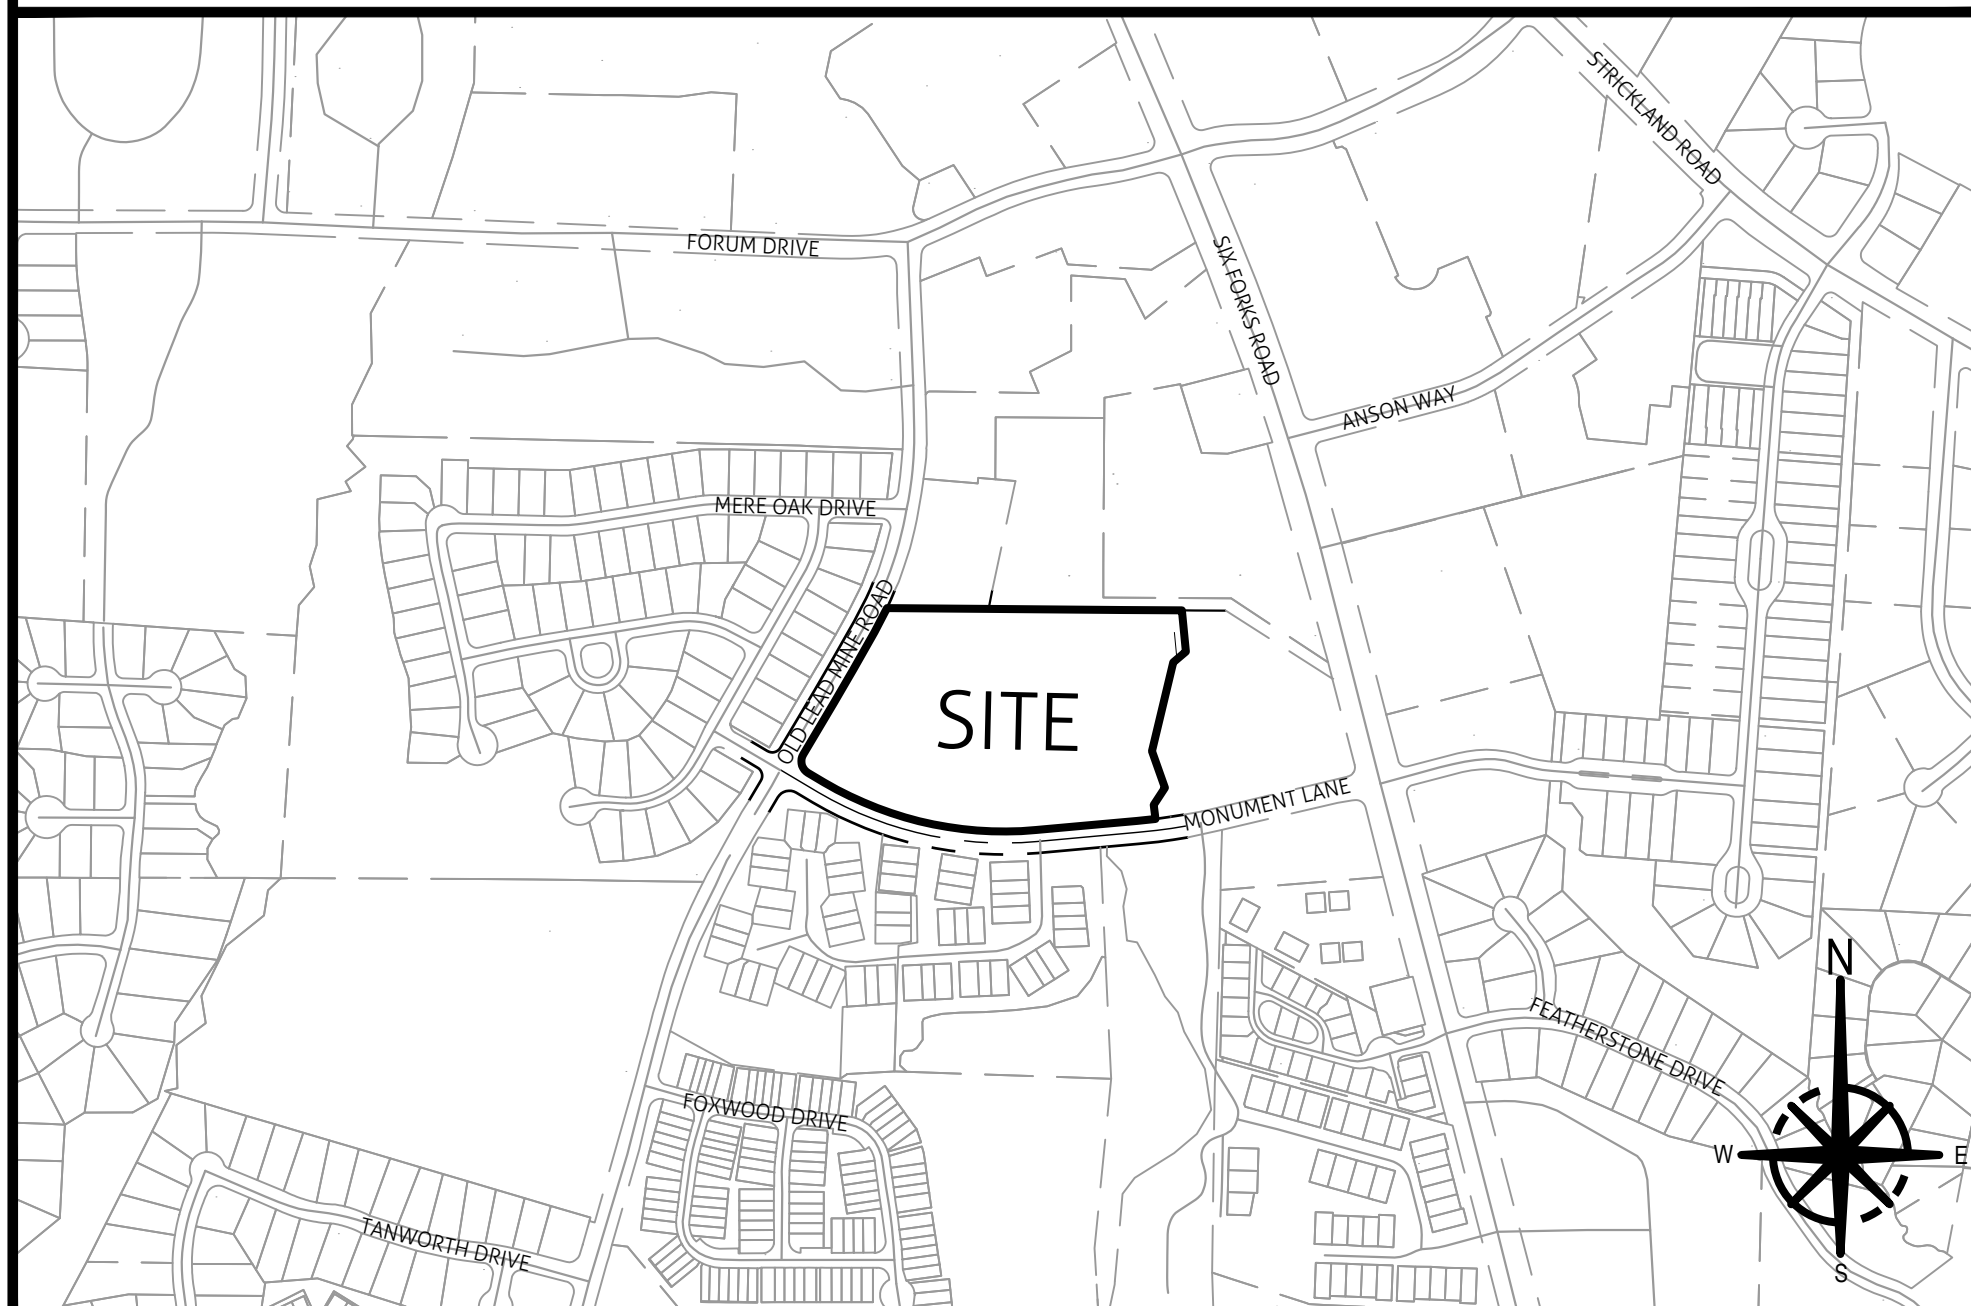 STRICKLAND ROAD
FORUM DRIVE
SIX FORKS ROAD
ANSON WAY
MERE OAK DRIVE
OLD LEAD MINE ROAD
SITE
MONUMENT LANE
FEATHERSTONE DRIVE
FOXWOOD DRIVE
TANWORTH DRIVE
N
W
E
S